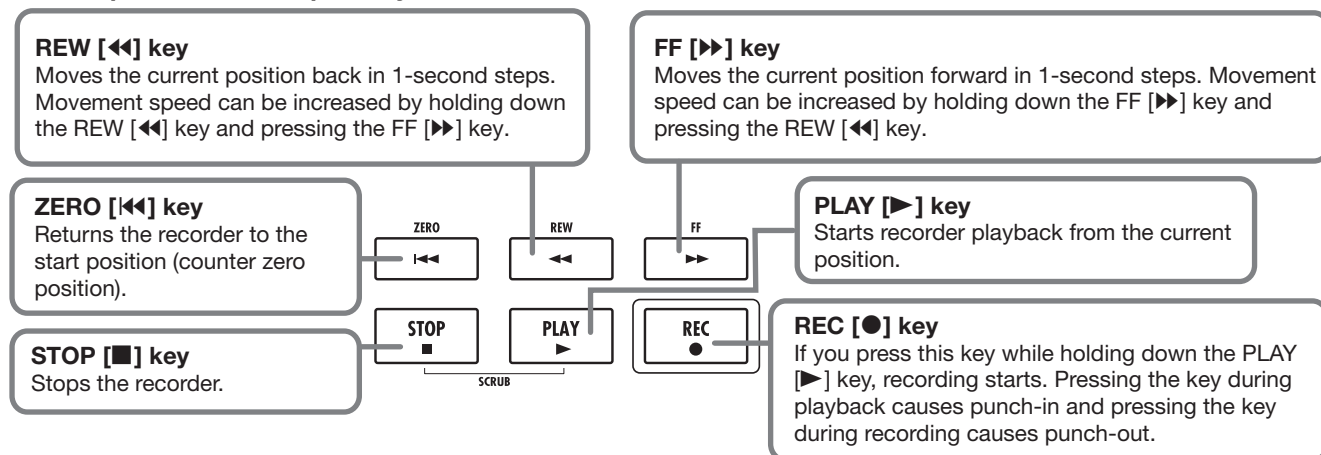 REW [◀◀] key
Moves the current position back in 1-second steps.
Movement speed can be increased by holding down
the REW [◀◀] key and pressing the FF [▶▶] key.
FF [▶▶] key
Moves the current position forward in 1-second steps. Movement
speed can be increased by holding down the FF [▶▶] key and
pressing the REW [◀◀] key.
ZERO [|◀◀] key
Returns the recorder to the
start position (counter zero
position).
ZERO
REW
FF
|◀◀
◀◀
▶▶
PLAY [▶] key
Starts recorder playback from the current
position.
STOP
■
PLAY
▶
REC
●
SCRUB
STOP [■] key
Stops the recorder.
REC [●] key
If you press this key while holding down the PLAY
[▶] key, recording starts. Pressing the key during
playback causes punch-in and pressing the key
during recording causes punch-out.